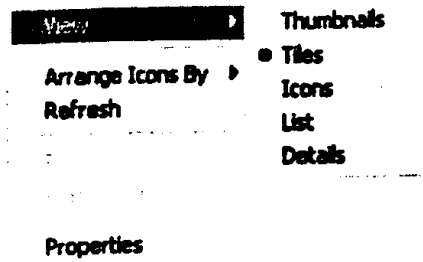 View
Arrange Icons By
Refresh
Properties
Thumbnails
Tiles
Icons
List
Details